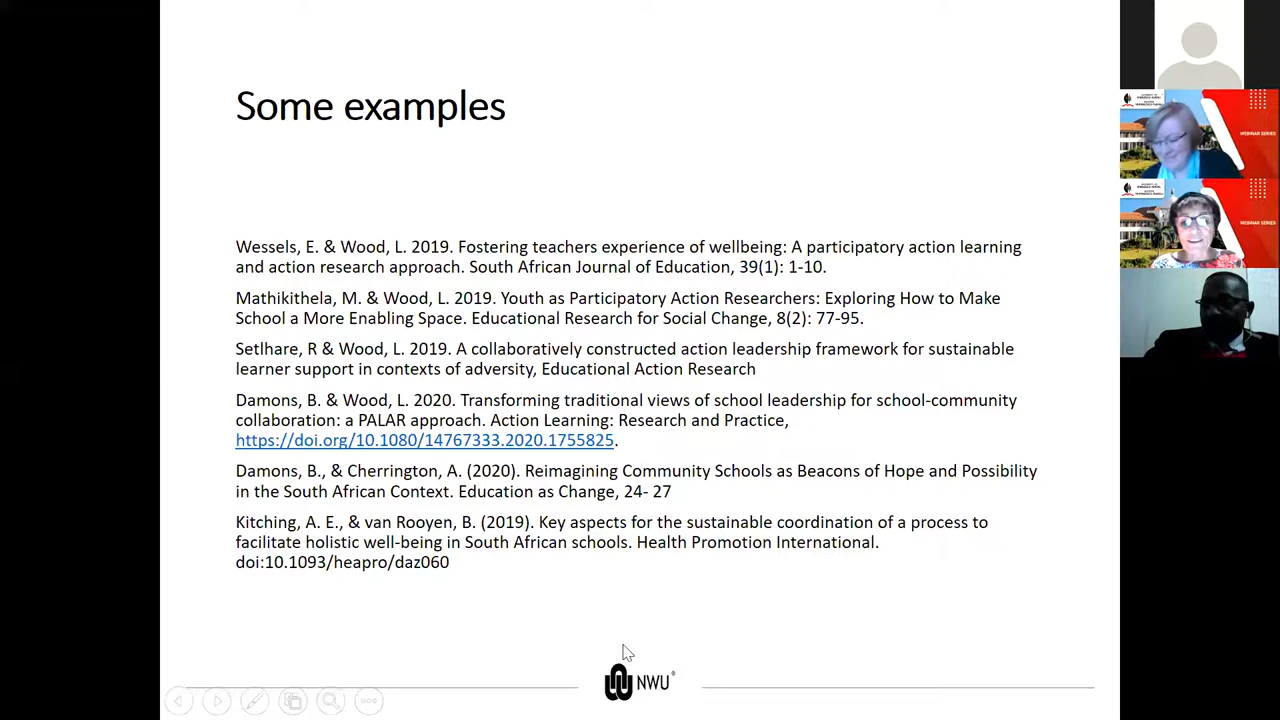 Some examples
Wessels, E. & Wood, L. 2019. Fostering teachers experience of wellbeing: A participatory action learning
and action research approach. South African Journal of Education, 39(1): 1-10.
Mathikithela, M. & Wood, L. 2019. Youth as Participatory Action Researchers: Exploring How to Make
School a More Enabling Space. Educational Research for Social Change, 8(2): 77-95.
Setlhare, R & Wood, L. 2019. A collaboratively constructed action leadership framework for sustainable
learner support in contexts of adversity, Educational Action Research
Damons, B. & Wood, L. 2020. Transforming traditional views of school leadership for school-community
collaboration: a PALAR approach. Action Learning: Research and Practice,
https://doi.org/10.1080/14767333.2020.1755825.
Damons, B., & Cherrington, A. (2020). Reimagining Community Schools as Beacons of Hope and Possibility
in the South African Context. Education as Change, 24- 27
Kitching, A. E., & van Rooyen, B. (2019). Key aspects for the sustainable coordination of a process to
facilitate holistic well-being in South African schools. Health Promotion International.
doi:10.1093/heapro/daz060
NWU®
WEBINAR SERIES
WEBINAR SERIES